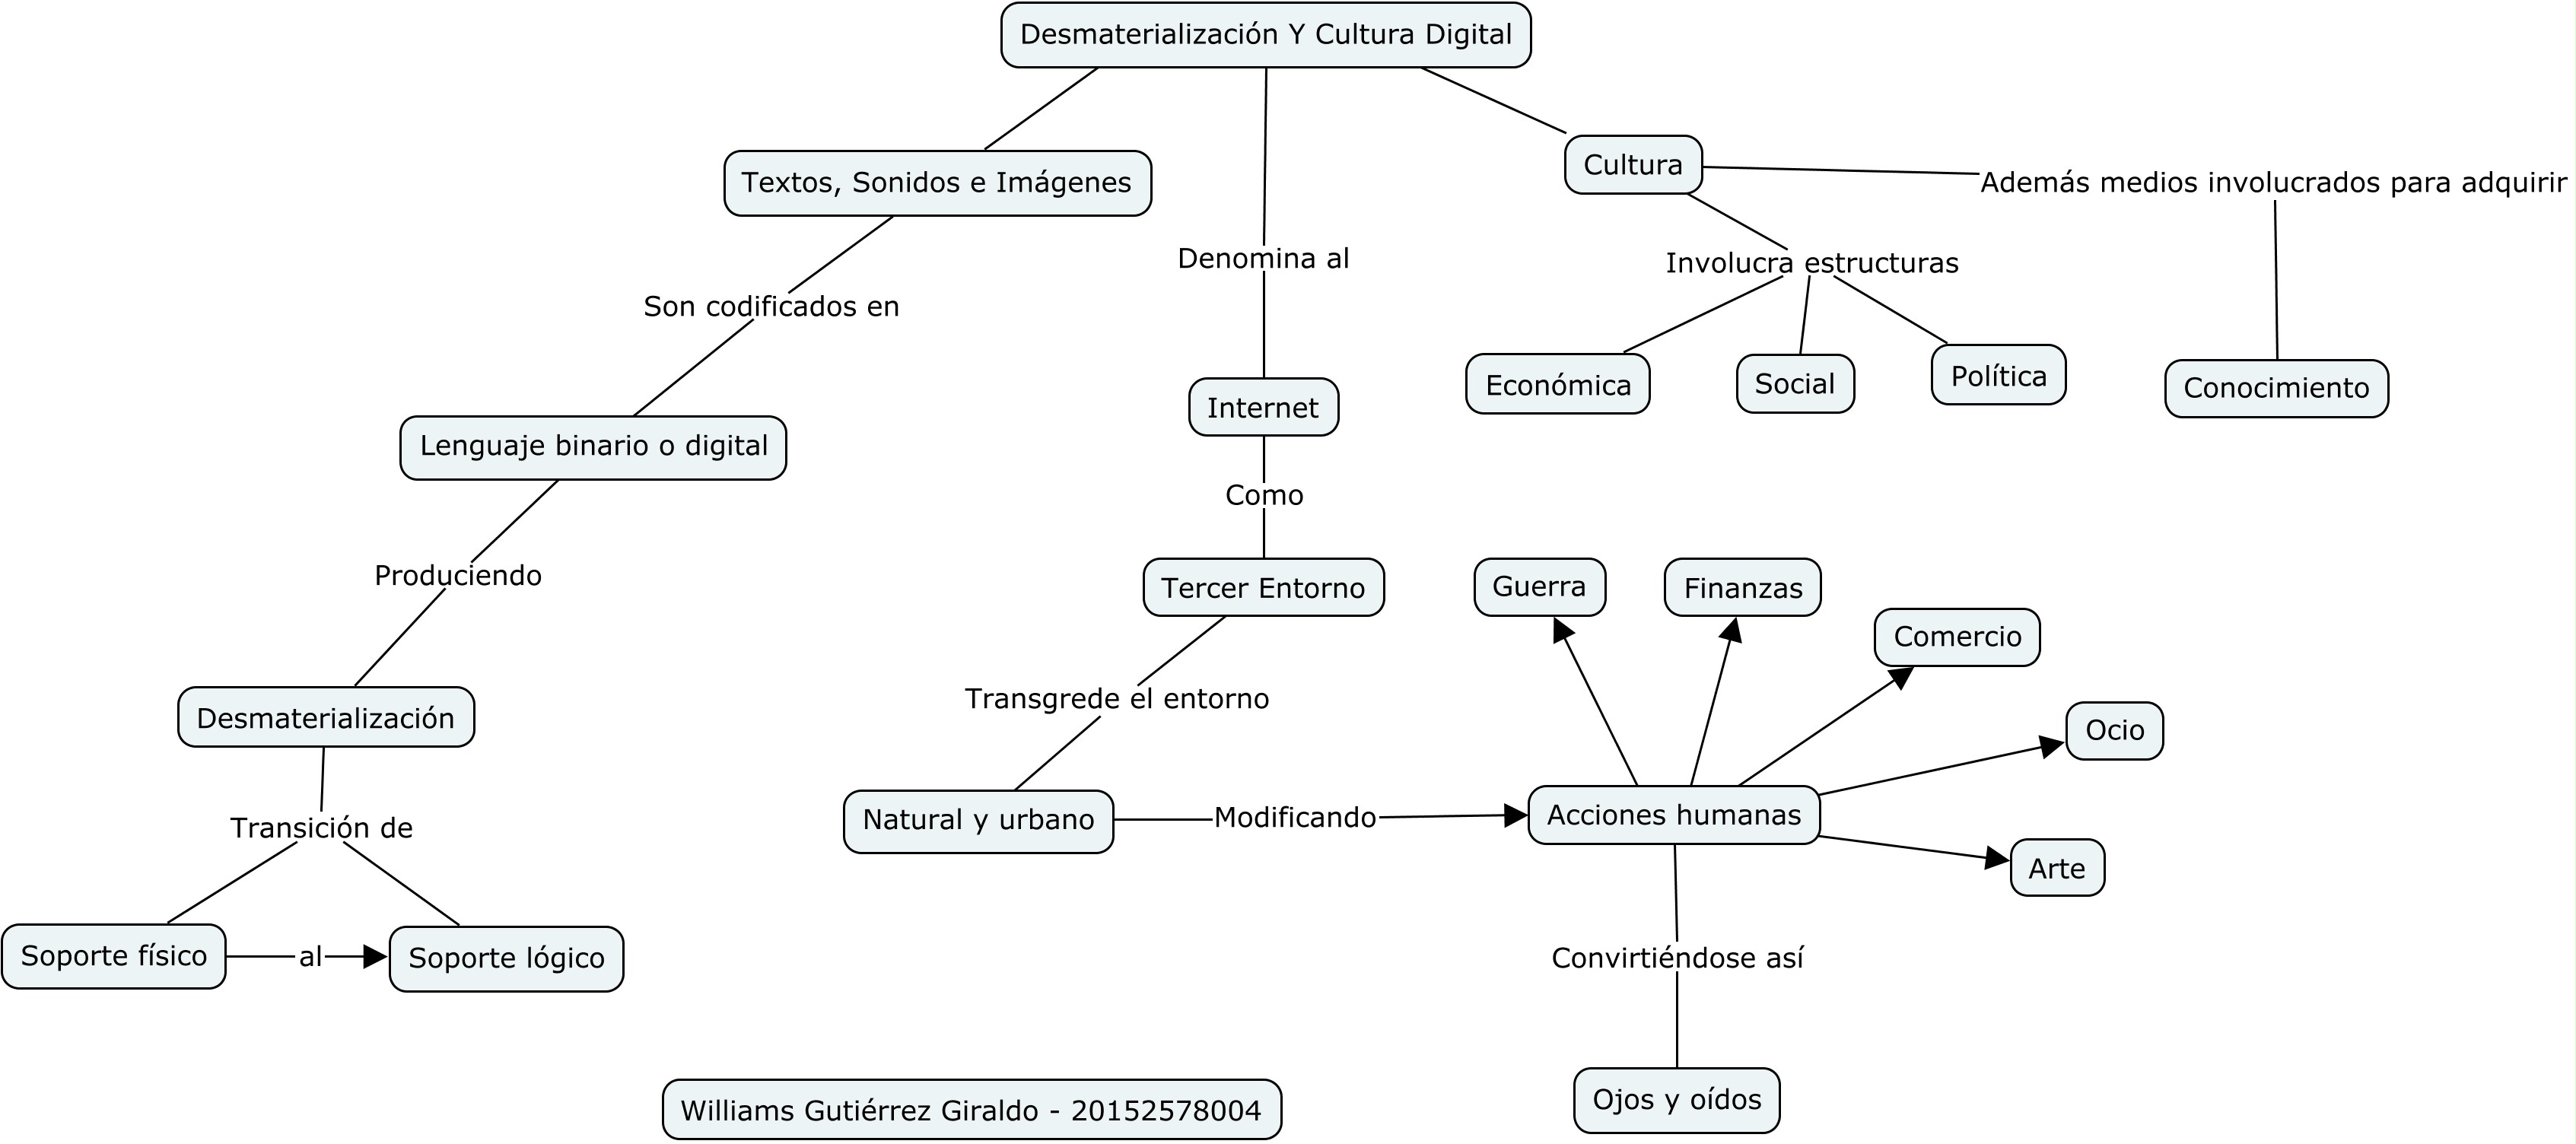 Desmaterialización Y Cultura Digital
Textos, Sonidos e Imágenes
Son codificados en
Lenguaje binario o digital
Produciendo
Desmaterialización
Transición de
Soporte físico
al
Soporte lógico
Denomina al
Internet
Como
Tercer Entorno
Transgrede el entorno
Natural y urbano
Modificando
Acciones humanas
Guerra
Finanzas
Comercio
Ocio
Arte
Convirtiéndose así
Ojos y oídos
Cultura
Involucra estructuras
Económica
Social
Política
Además medios involucrados para adquirir
Conocimiento
Williams Gutiérrez Giraldo - 20152578004